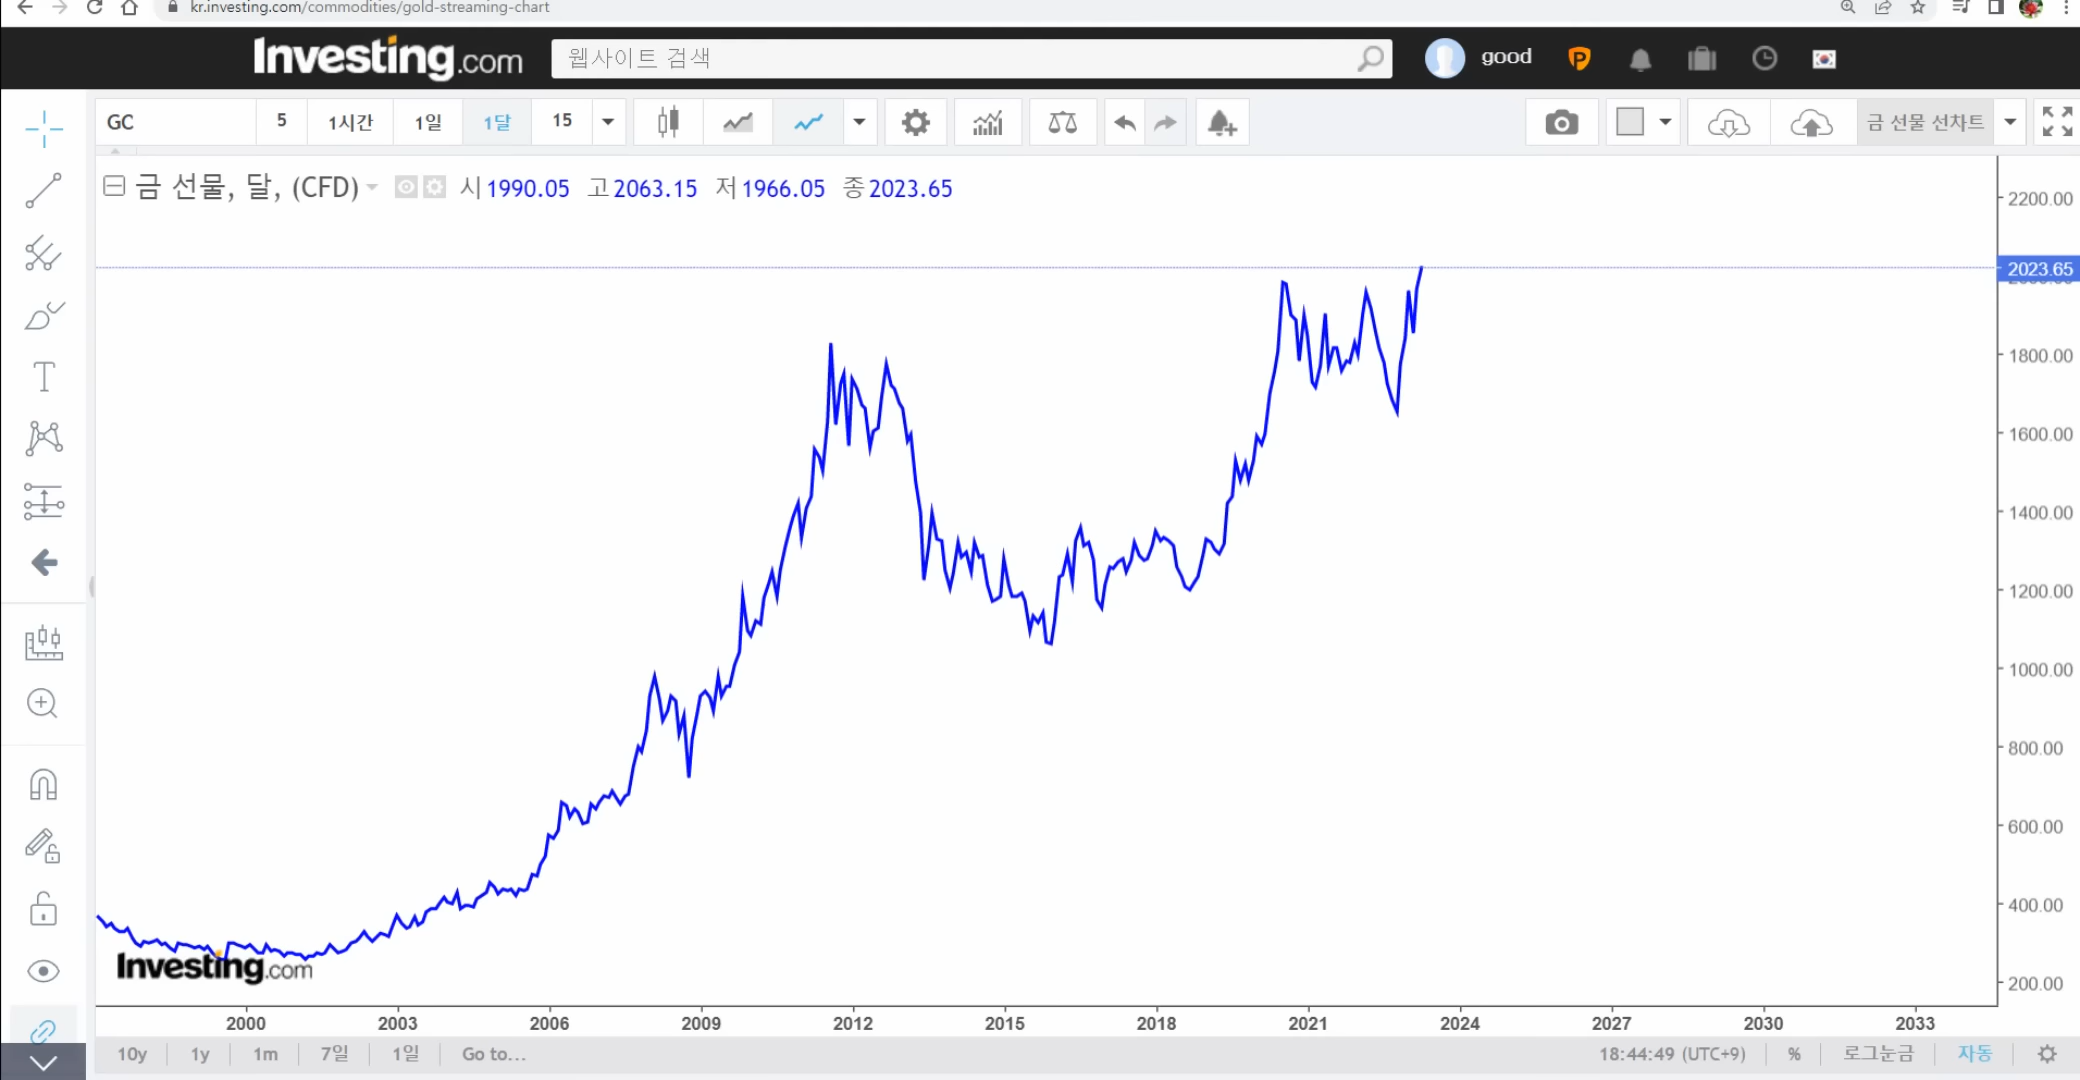 kr.investing.com/commodities/gold-streaming-chart
Investing.com 웹사이트 검색 good
GC 5 1시간 1일 1달 15 금 선물 선차트
금 선물, 달, (CFD) 시 1990.05 고 2063.15 저 1966.05 종 2023.65
2200.00
2023.65
1800.00
1600.00
1400.00
1200.00
1000.00
800.00
600.00
400.00
200.00
Investing.com
2000 2003 2006 2009 2012 2015 2018 2021 2024 2027 2030 2033
10y 1y 1m 7일 1일 Go to... 18:44:49 (UTC+9) % 로그눈금 자동